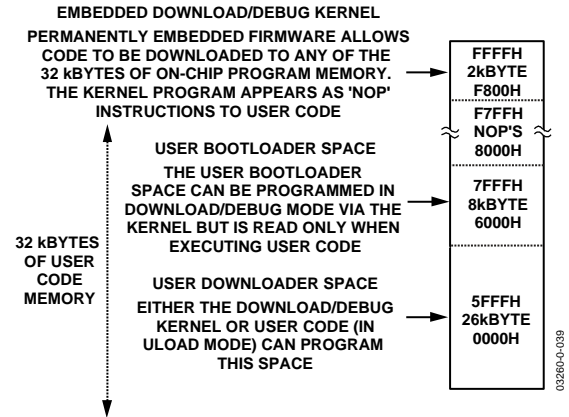 EMBEDDED DOWNLOAD/DEBUG KERNEL
PERMANENTLY EMBEDDED FIRMWARE ALLOWS
CODE TO BE DOWNLOADED TO ANY OF THE
32 kBYTES OF ON-CHIP PROGRAM MEMORY.
THE KERNEL PROGRAM APPEARS AS 'NOP'
INSTRUCTIONS TO USER CODE
FFFFH
2kBYTE
F800H
F7FFH
NOP'S
8000H
USER BOOTLOADER SPACE
THE USER BOOTLOADER
SPACE CAN BE PROGRAMMED IN
DOWNLOAD/DEBUG MODE VIA THE
KERNEL BUT IS READ ONLY WHEN
EXECUTING USER CODE
7FFFH
8kBYTE
6000H
32 kBYTES
OF USER
CODE
MEMORY
USER DOWNLOADER SPACE
EITHER THE DOWNLOAD/DEBUG
KERNEL OR USER CODE (IN
ULOAD MODE) CAN PROGRAM
THIS SPACE
5FFFH
26kBYTE
0000H
03260-0-039